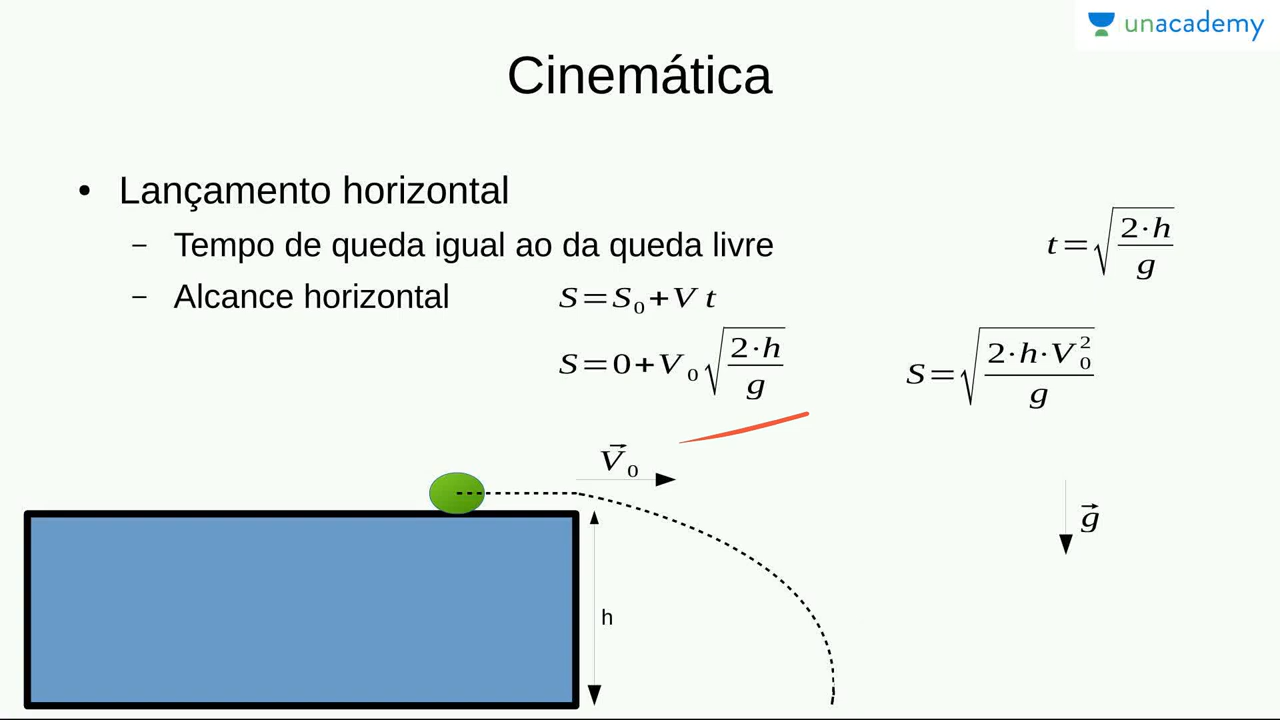 unacademy
Cinemática
• Lançamento horizontal
– Tempo de queda igual ao da queda livre
t=√(2·h/g)
– Alcance horizontal
S=S₀+V t
S=0+V₀√(2·h/g)
S=√(2·h·V₀²/g)
V⃗₀
g⃗
h